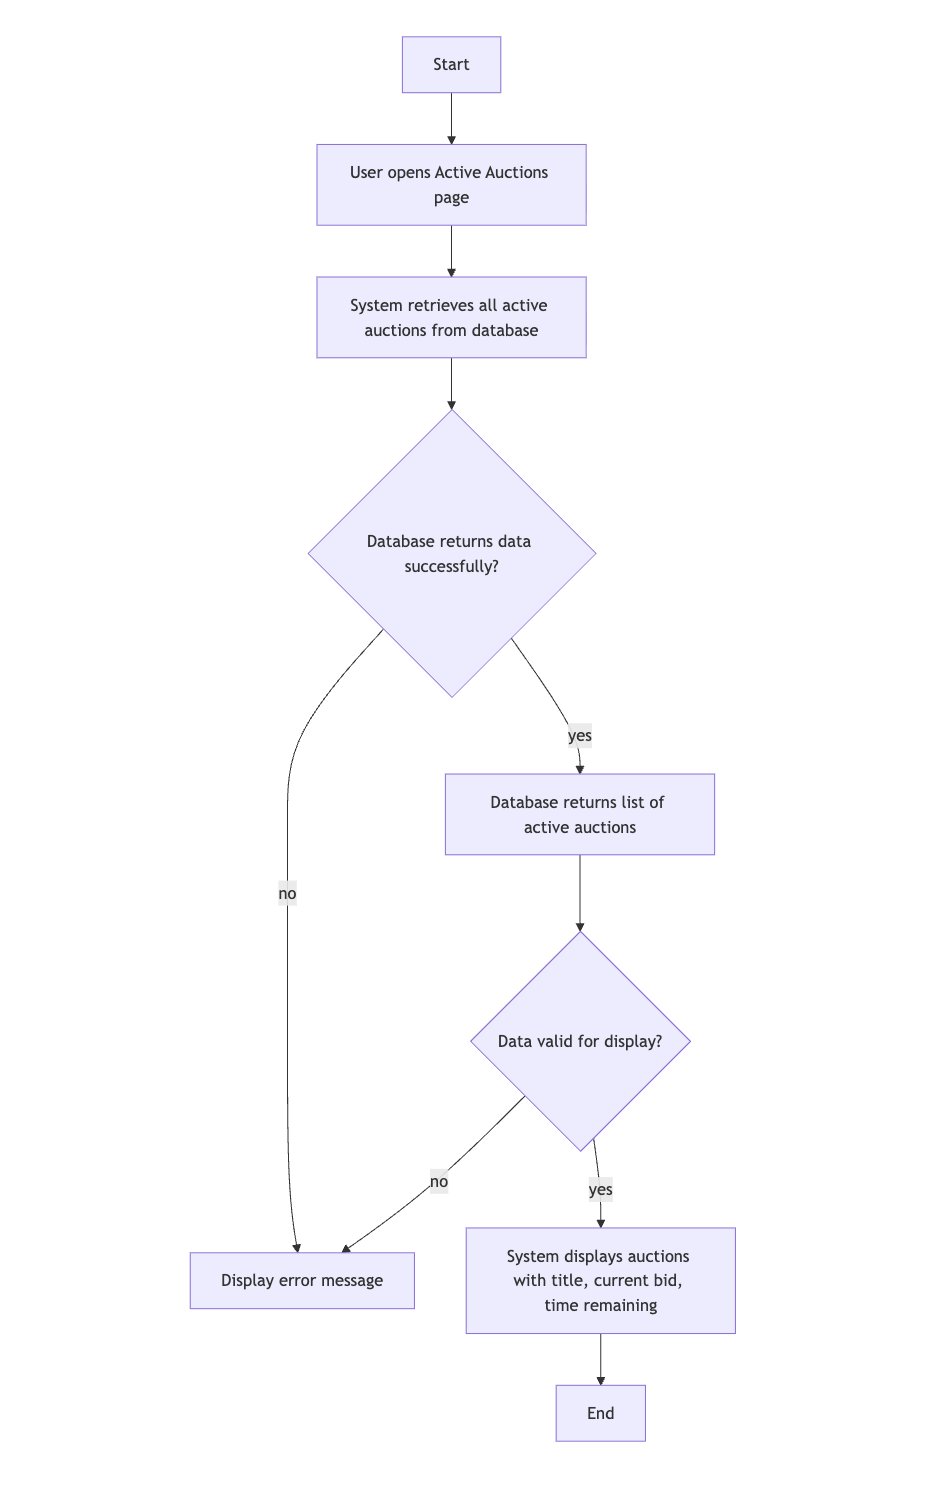 Start
User opens Active Auctions
page
System retrieves all active
auctions from database
Database returns data
successfully?
yes
Database returns list of
active auctions
no
Data valid for display?
no
yes
System displays auctions
with title, current bid,
time remaining
Display error message
End